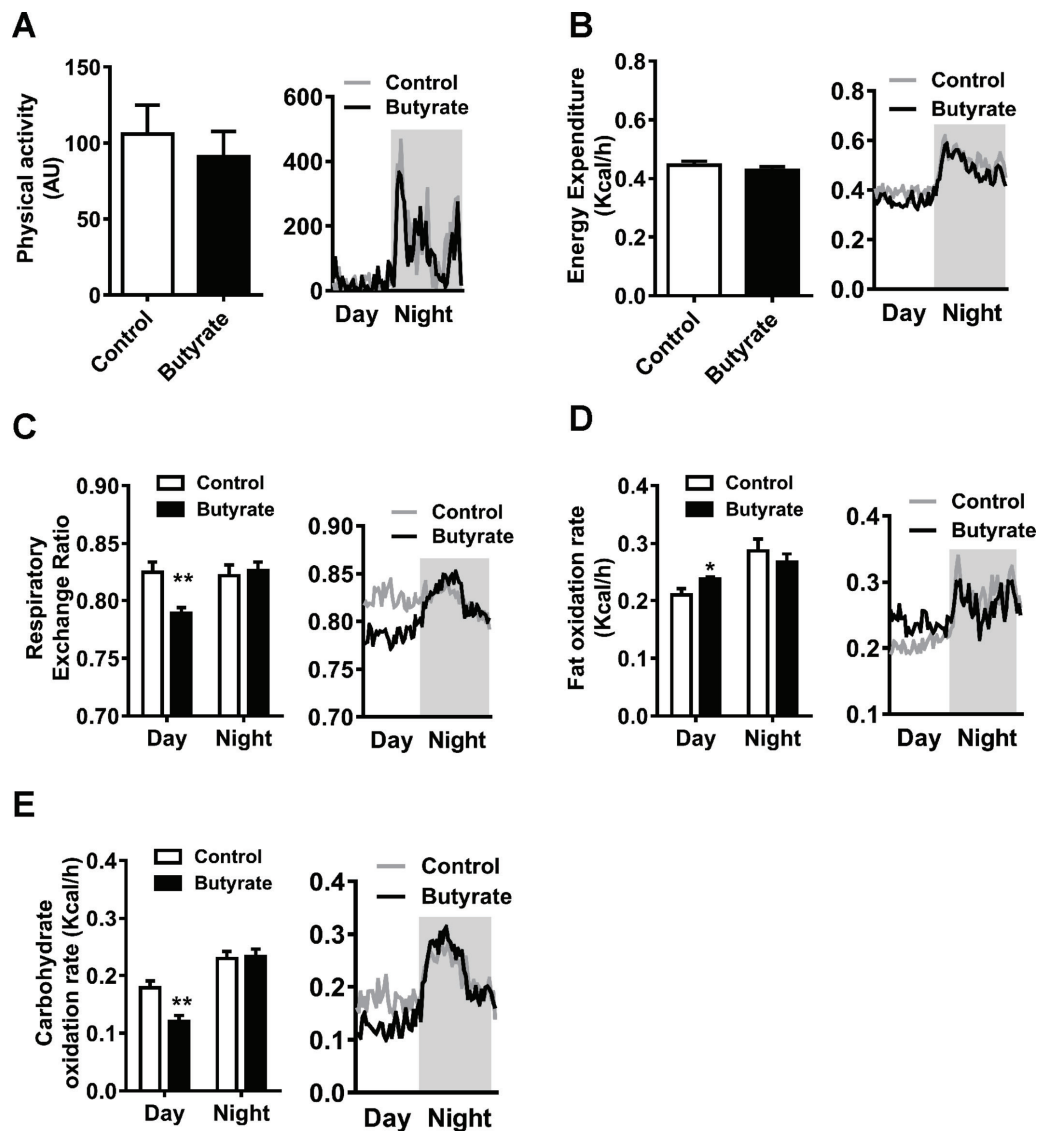 A
Physical activity
(AU)
150
100
50
0
Control
Butyrate
Control
Butyrate
600
400
200
0
Day Night
B
Energy Expenditure
(Kcal/h)
0.8
0.6
0.4
0.2
0.0
Control
Butyrate
Control
Butyrate
0.8
0.6
0.4
0.2
0.0
Day Night
C
Respiratory
Exchange Ratio
0.90
0.85
0.80
0.75
0.70
Control
Butyrate
**
Day Night
Control
Butyrate
0.90
0.85
0.80
0.75
0.70
Day Night
D
Fat oxidation rate
(Kcal/h)
0.4
0.3
0.2
0.1
0.0
Control
Butyrate
*
Day Night
Control
Butyrate
0.4
0.3
0.2
0.1
Day Night
E
Carbohydrate
oxidation rate (Kcal/h)
0.4
0.3
0.2
0.1
0.0
Control
Butyrate
**
Day Night
Control
Butyrate
0.4
0.3
0.2
0.1
0.0
Day Night